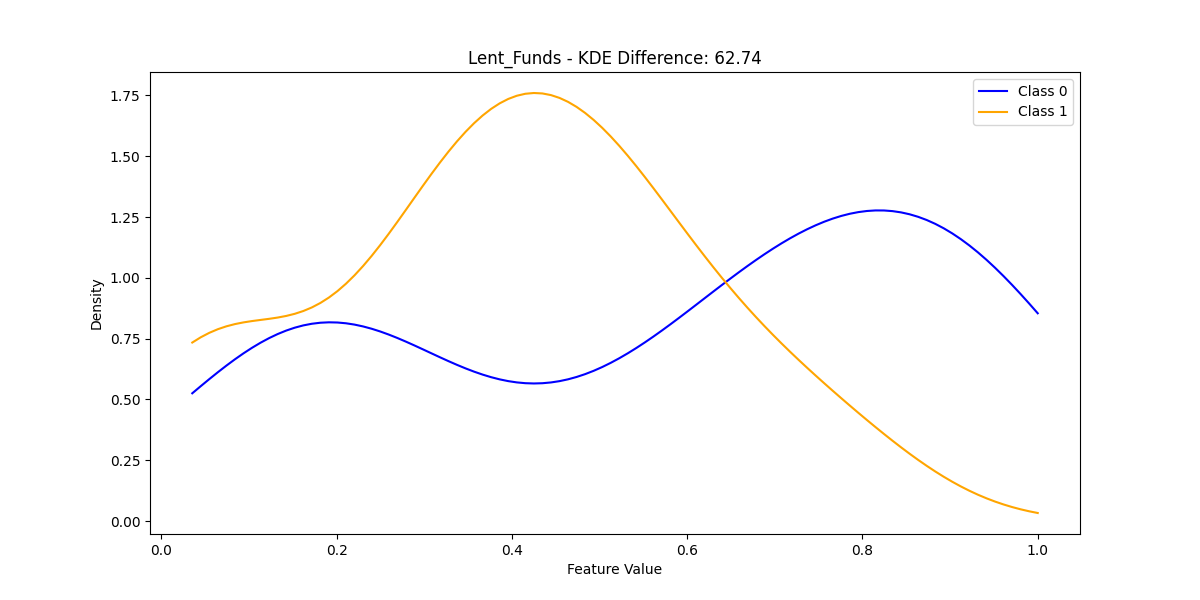 Lent_Funds - KDE Difference: 62.74
Class 0
Class 1
Density
1.75
1.50
1.25
1.00
0.75
0.50
0.25
0.00
0.0 0.2 0.4 0.6 0.8 1.0
Feature Value